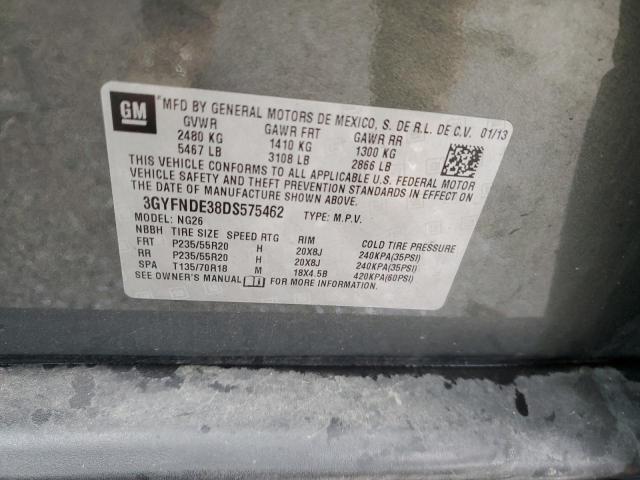 GM
*MFD BY GENERAL MOTORS DE MEXICO, S. DE R.L. DE C.V. 01/13
GVWR GAWR FRT GAWR RR
2480 KG 1410 KG 1300 KG
5467 LB 3108 LB 2866 LB
THIS VEHICLE CONFORMS TO ALL APPLICABLE U.S. FEDERAL MOTOR
VEHICLE SAFETY AND THEFT PREVENTION STANDARDS IN EFFECT ON
THE DATE OF MANUFACTURE SHOWN ABOVE.
3GYFNDE38DS575462 TYPE: M.P.V.
MODEL: NG26
NBBH TIRE SIZE SPEED RTG RIM COLD TIRE PRESSURE
FRT P235/55R20 H 20X8J 240KPA(35PSI)
RR P235/55R20 H 20X8J 240KPA(35PSI)
SPA T135/70R18 M 18X4.5B 420KPA(60PSI)
SEE OWNER'S MANUAL FOR MORE INFORMATION.